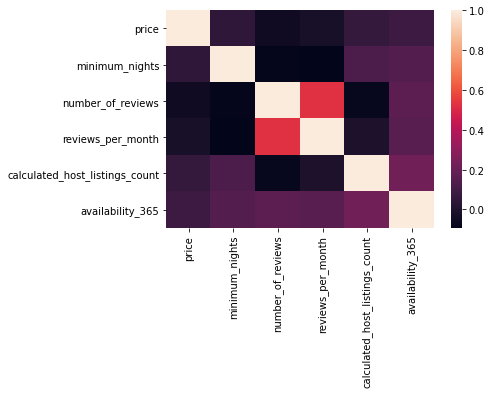 price
minimum_nights
number_of_reviews
reviews_per_month
calculated_host_listings_count
availability_365
price
minimum_nights
number_of_reviews
reviews_per_month
calculated_host_listings_count
availability_365
1.0
0.8
0.6
0.4
0.2
0.0